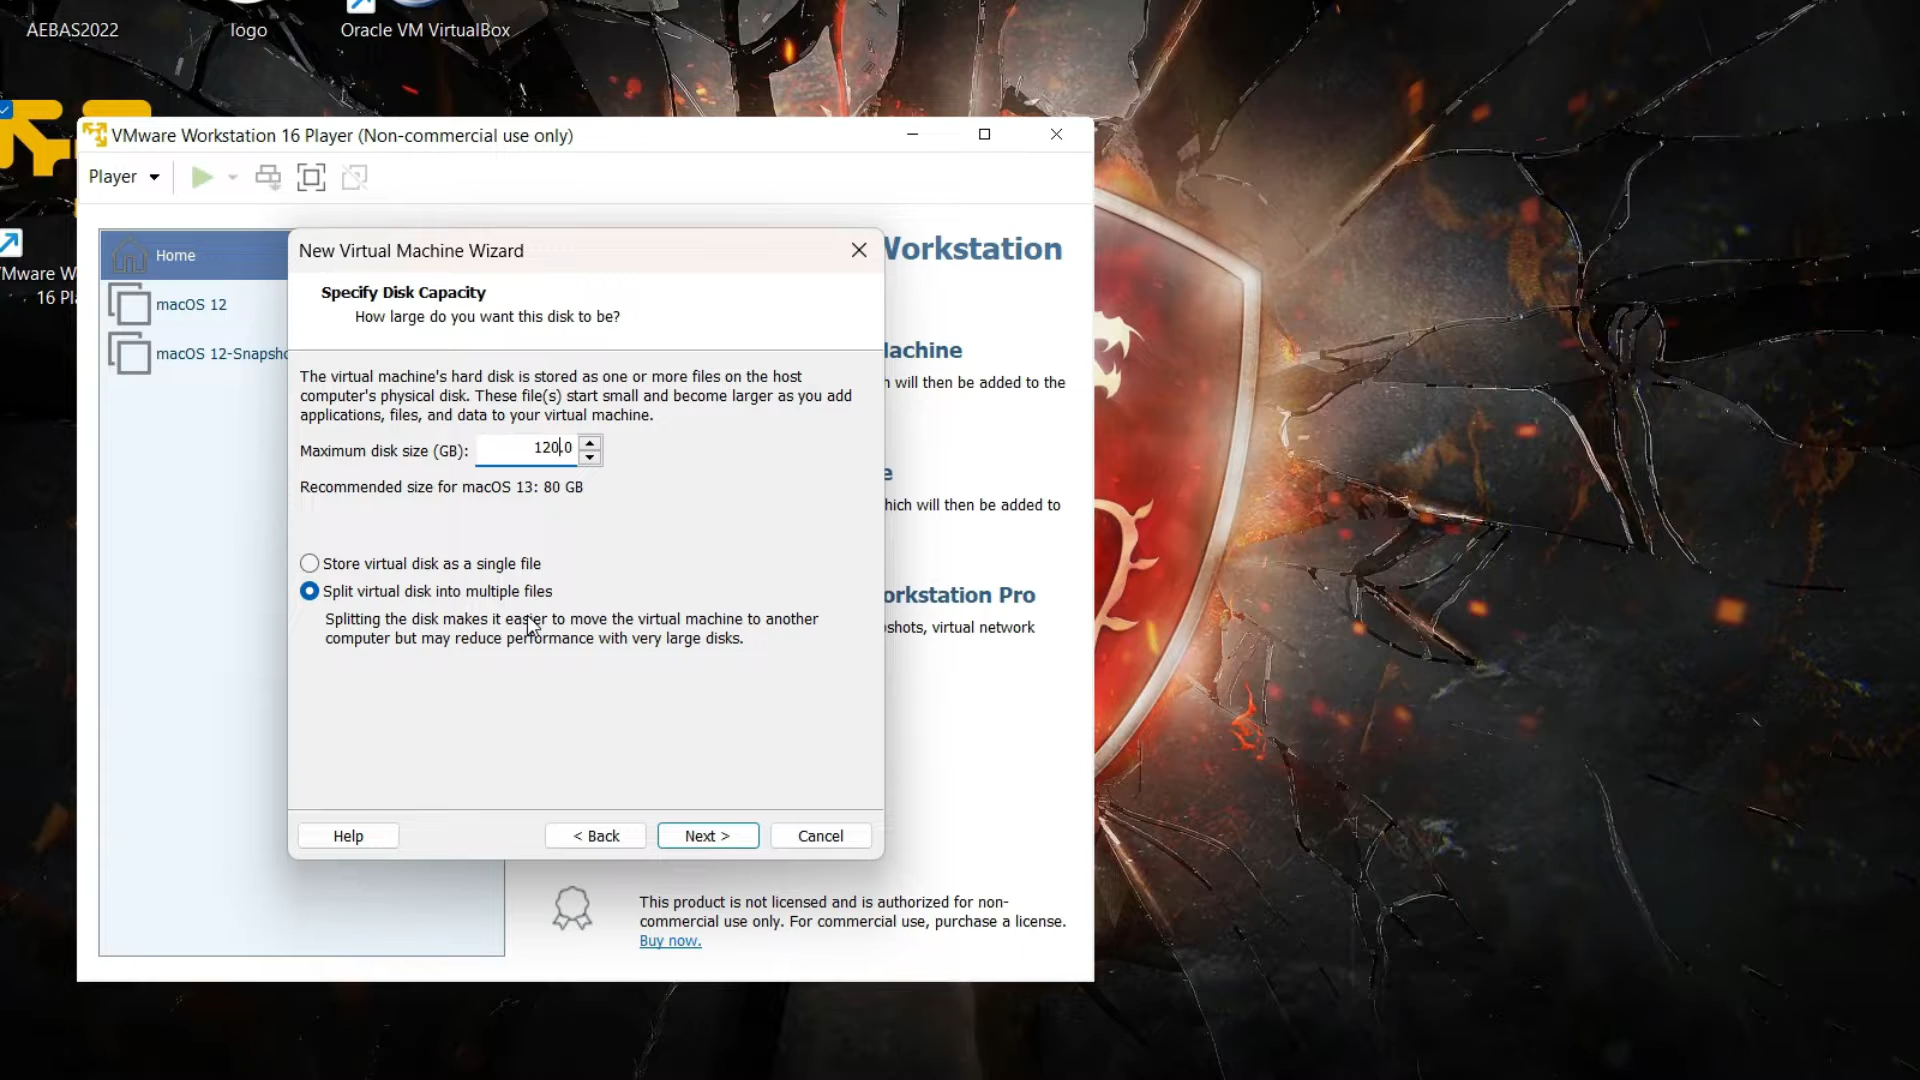 AEBAS2022
logo
Oracle VM VirtualBox
VMware Workstation 16 Player (Non-commercial use only)
Player
Home
macOS 12
macOS 12-Snapsho
New Virtual Machine Wizard
Specify Disk Capacity
How large do you want this disk to be?
The virtual machine's hard disk is stored as one or more files on the host
computer's physical disk. These file(s) start small and become larger as you add
applications, files, and data to your virtual machine.
Maximum disk size (GB): 120.0
Recommended size for macOS 13: 80 GB
Store virtual disk as a single file
Split virtual disk into multiple files
Splitting the disk makes it easier to move the virtual machine to another
computer but may reduce performance with very large disks.
Help
< Back
Next >
Cancel
Workstation
achine
will then be added to the
e
hich will then be added to
orkstation Pro
shots, virtual network
This product is not licensed and is authorized for non-
commercial use only. For commercial use, purchase a license.
Buy now.
Mware W
16 Pl